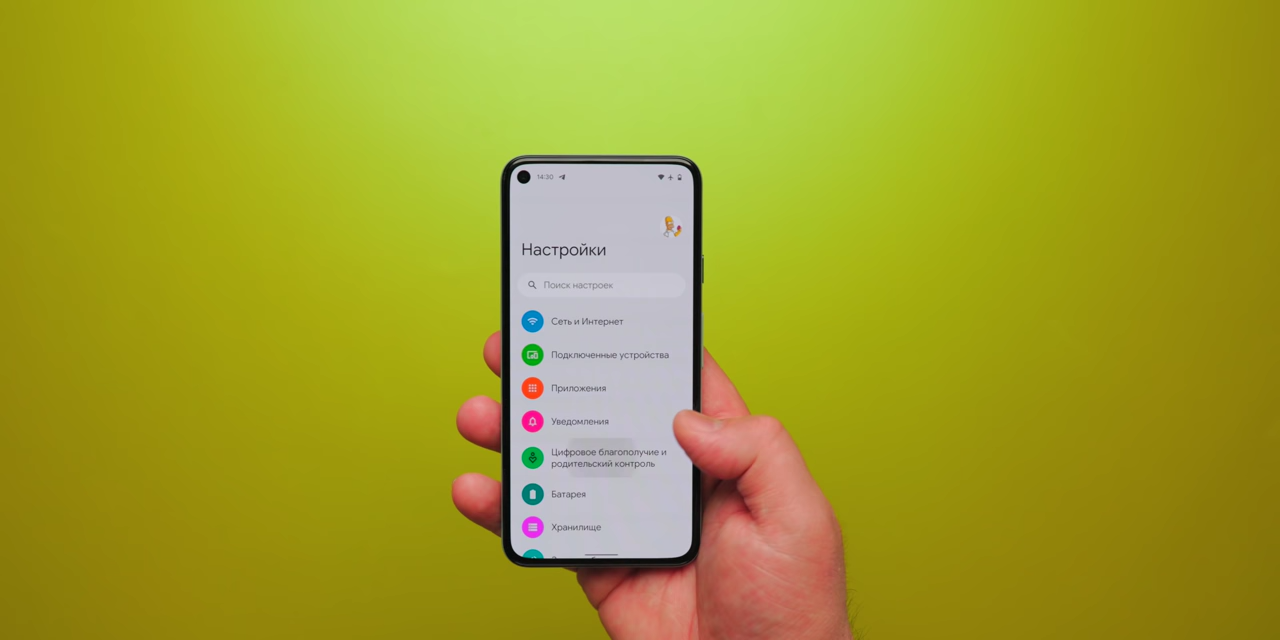 14:30
Настройки
Поиск настроек
Сеть и Интернет
Подключенные устройства
Приложения
Уведомления
Цифровое благополучие и
родительский контроль
Батарея
Хранилище